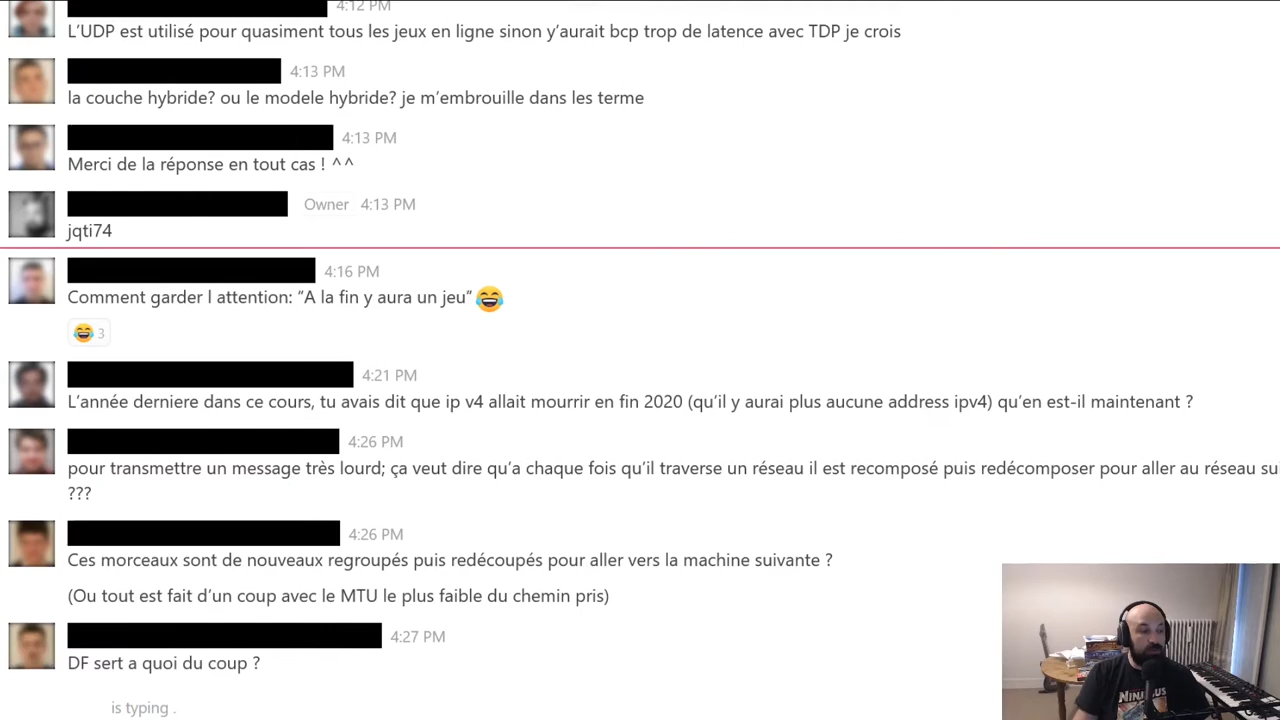 4:12 PM
L'UDP est utilisé pour quasiment tous les jeux en ligne sinon y'aurait bcp trop de latence avec TDP je crois
4:13 PM
la couche hybride? ou le modele hybride? je m'embrouille dans les terme
4:13 PM
Merci de la réponse en tout cas ! ^^
Owner 4:13 PM
jqti74
4:16 PM
Comment garder l attention: “A la fin y aura un jeu” 😂
😂 3
4:21 PM
L'année derniere dans ce cours, tu avais dit que ip v4 allait mourrir en fin 2020 (qu'il y aurai plus aucune address ipv4) qu'en est-il maintenant ?
4:26 PM
pour transmettre un message très lourd; ça veut dire qu'a chaque fois qu'il traverse un réseau il est recomposé puis redécomposer pour aller au réseau su
???
4:26 PM
Ces morceaux sont de nouveaux regroupés puis redécoupés pour aller vers la machine suivante ?
(Ou tout est fait d'un coup avec le MTU le plus faible du chemin pris)
4:27 PM
DF sert a quoi du coup ?
is typing .